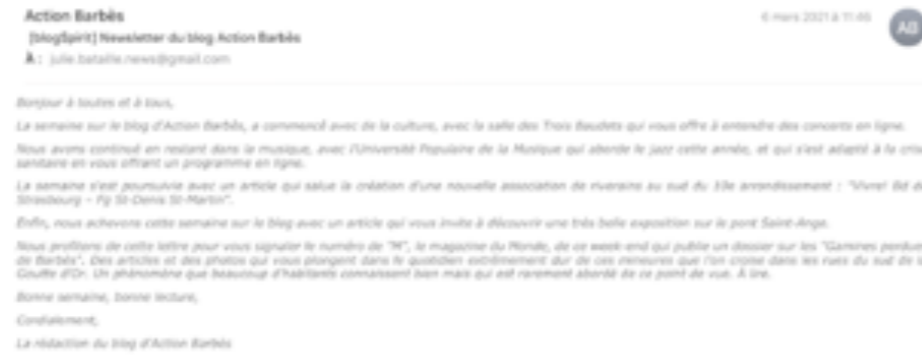 Action Barbès
6 mars 2021 à 11:46
AB
[blogSpirit] Newsletter du blog Action Barbès
À : julie.bataille.news@gmail.com
Bonjour à toutes et à tous,
La semaine sur le blog d'Action Barbès, a commencé avec de la culture, avec la salle des Trois Baudets qui vous offre à entendre des concerts en ligne.
Nous avons continué en restant dans la musique, avec l'Université Populaire de la Musique qui aborde le jazz cette année, et qui s'est adapté à la cris
sanitaire en vous offrant un programme en ligne.
La semaine s'est poursuivie avec un article qui salue la création d'une nouvelle association de riverains au sud du 10e arrondissement : "Vivre! Bd d
Strasbourg – Fg St-Denis St-Martin".
Enfin, nous achevons cette semaine sur le blog avec un article qui vous invite à découvrir une très belle exposition sur le pont Saint-Ange.
Nous profitons de cette lettre pour vous signaler le numéro de "M", le magazine du Monde, de ce week-end qui publie un dossier sur les "Gamines perdue
de Barbès". Des articles et des photos qui vous plongent dans le quotidien extrêmement dur de ces mineures que l'on croise dans les rues du sud de l
Goutte d'Or. Un phénomène que beaucoup d'habitants connaissent bien mais qui est rarement abordé de ce point de vue. À lire.
Bonne semaine, bonne lecture,
Cordialement,
La rédaction du blog d'Action Barbès